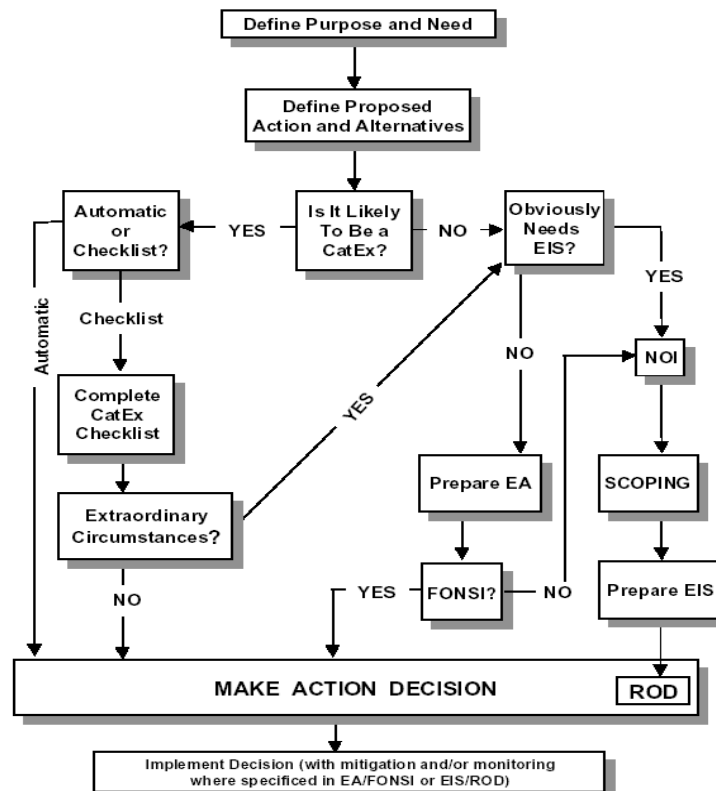 Define Purpose and Need
Define Proposed
Action and Alternatives
Automatic
or
Checklist?
YES
Is It Likely
To Be a
CatEx?
NO
Obviously
Needs
EIS?
YES
Checklist
Automatic
NO
NOI
YES
Complete
CatEx
Checklist
Prepare EA
SCOPING
Extraordinary
Circumstances?
YES
FONSI?
NO
Prepare EIS
NO
MAKE ACTION DECISION
ROD
Implement Decision (with mitigation and/or monitoring
where specificed in EA/FONSI or EIS/ROD)